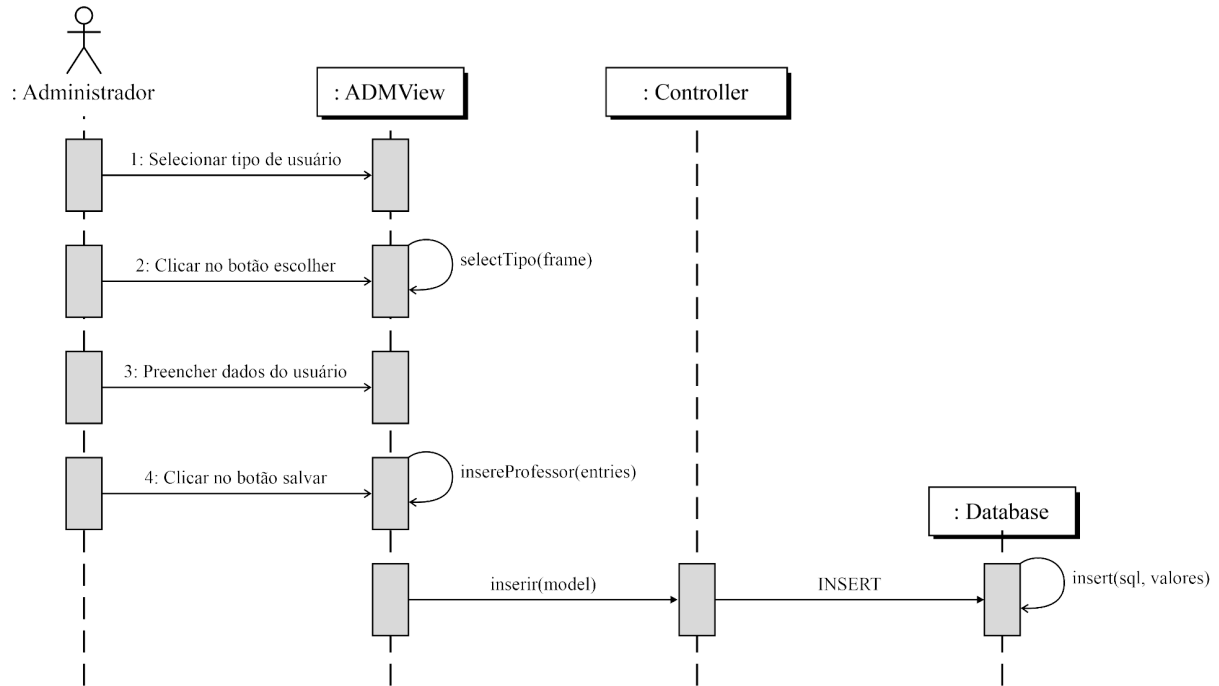 : Administrador
: ADMView
: Controller
1: Selecionar tipo de usuário
2: Clicar no botão escolher
selectTipo(frame)
3: Preencher dados do usuário
4: Clicar no botão salvar
insereProfessor(entries)
: Database
inserir(model)
INSERT
insert(sql, valores)